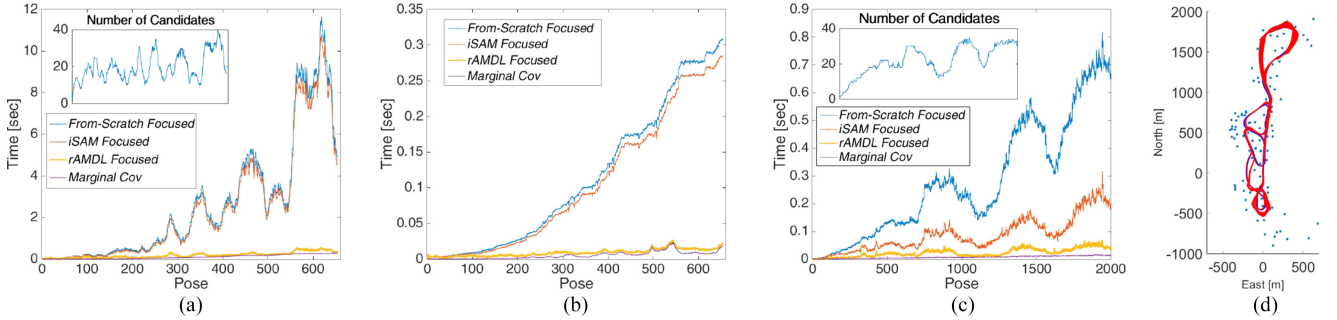 Number of Candidates
12
10
8
6
4
2
0
40
20
0
From-Scratch Focused
iSAM Focused
rAMDL Focused
Marginal Cov
Time [sec]
0 100 200 300 400 500 600
Pose
(a)
0.35
0.3
0.25
0.2
0.15
0.1
0.05
0
From-Scratch Focused
iSAM Focused
rAMDL Focused
Marginal Cov
Time [sec]
0 100 200 300 400 500 600
Pose
(b)
Number of Candidates
0.9
0.8
0.7
0.6
0.5
0.4
0.3
0.2
0.1
0
40
20
0
From-Scratch Focused
iSAM Focused
rAMDL Focused
Marginal Cov
Time [sec]
0 500 1000 1500 2000
Pose
(c)
2000
1500
1000
500
0
-500
-1000
North [m]
-500 0 500
East [m]
(d)